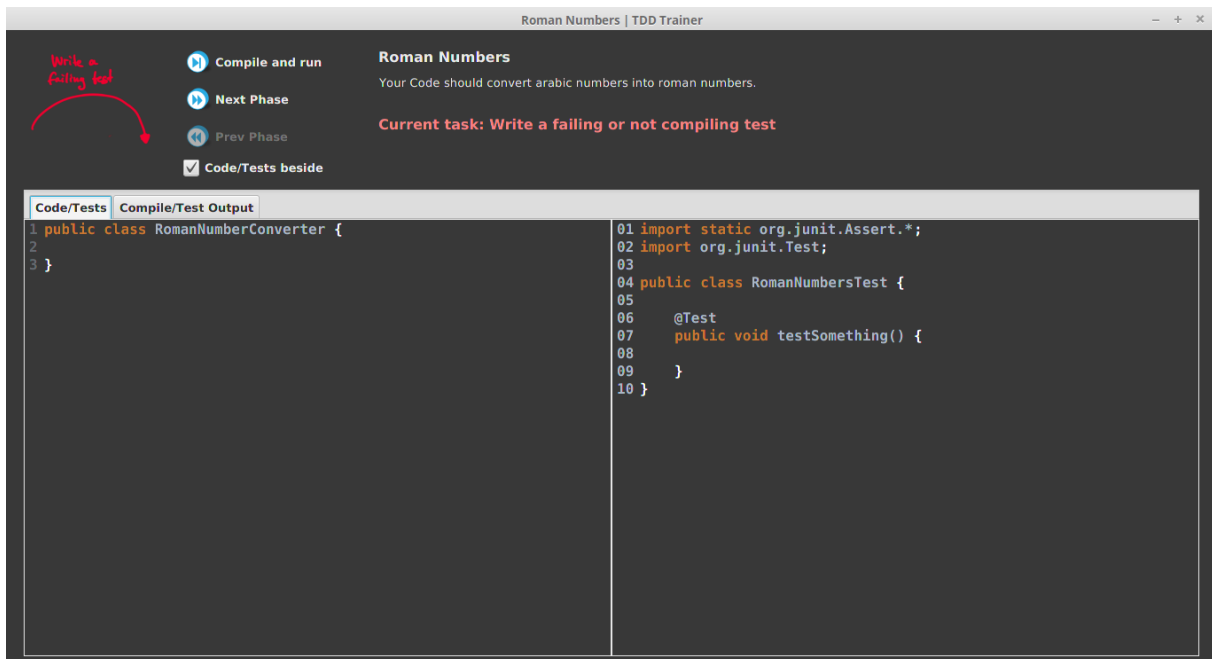 Roman Numbers | TDD Trainer
Write a
failing test
Compile and run
Next Phase
Prev Phase
Code/Tests beside
Roman Numbers
Your Code should convert arabic numbers into roman numbers.
Current task: Write a failing or not compiling test
Code/Tests Compile/Test Output
1 public class RomanNumberConverter {
2
3 }
01 import static org.junit.Assert.*;
02 import org.junit.Test;
03
04 public class RomanNumbersTest {
05
06     @Test
07     public void testSomething() {
08
09     }
10 }